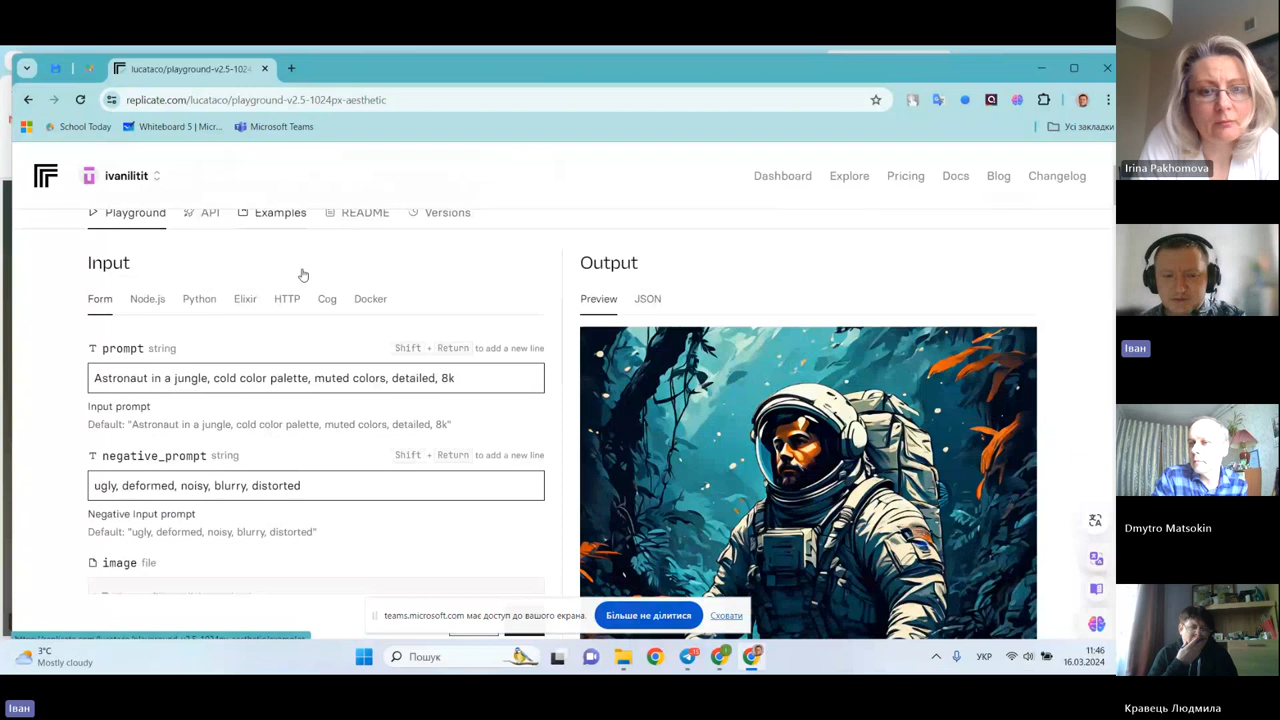 lucataco/playground-v2.5-1024
replicate.com/lucataco/playground-v2.5-1024px-aesthetic
School Today
Whiteboard 5 | Micr...
Microsoft Teams
Усі закладки
ivanilitit
Dashboard
Explore
Pricing
Docs
Blog
Changelog
Playground
API
Examples
README
Versions
Input
Form
Node.js
Python
Elixir
HTTP
Cog
Docker
prompt string
Shift + Return to add a new line
Astronaut in a jungle, cold color palette, muted colors, detailed, 8k
Input prompt
Default: "Astronaut in a jungle, cold color palette, muted colors, detailed, 8k"
negative_prompt string
Shift + Return to add a new line
ugly, deformed, noisy, blurry, distorted
Negative Input prompt
Default: "ugly, deformed, noisy, blurry, distorted"
image file
Output
Preview
JSON
teams.microsoft.com має доступ до вашого екрана.
Більше не ділитися
Сховати
3°C
Mostly cloudy
Пошук
15
УКР
11:46
16.03.2024
Іван
Irina Pakhomova
Іван
Dmytro Matsokin
Кравець Людмила